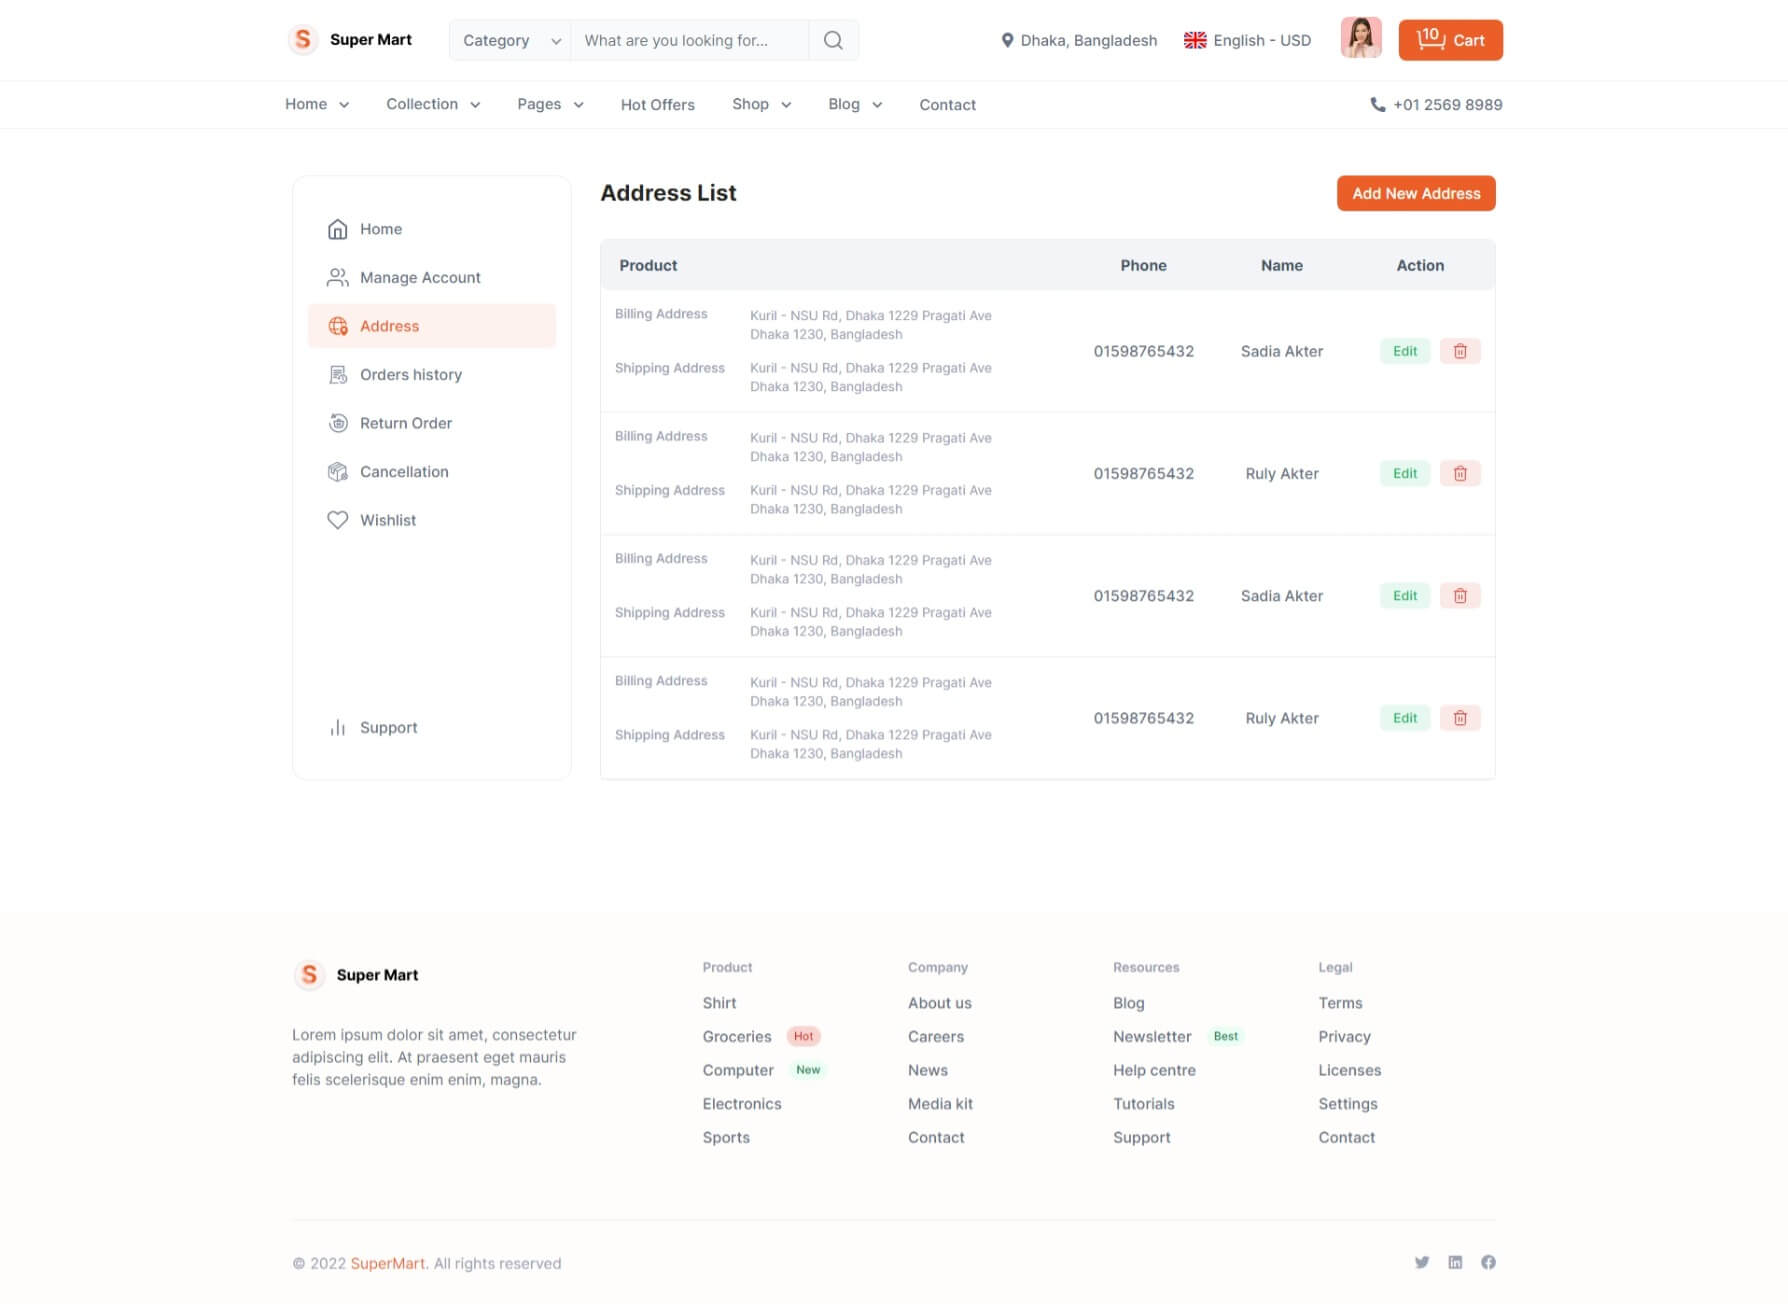 S Super Mart
Category
What are you looking for...
Dhaka, Bangladesh
English - USD
10 Cart
Home
Collection
Pages
Hot Offers
Shop
Blog
Contact
+01 2569 8989
Home
Manage Account
Address
Orders history
Return Order
Cancellation
Wishlist
Support
Address List
Add New Address
Product Phone Name Action
Billing Address
Kuril - NSU Rd, Dhaka 1229 Pragati Ave
Dhaka 1230, Bangladesh
Shipping Address
Kuril - NSU Rd, Dhaka 1229 Pragati Ave
Dhaka 1230, Bangladesh
01598765432
Sadia Akter
Edit
Billing Address
Kuril - NSU Rd, Dhaka 1229 Pragati Ave
Dhaka 1230, Bangladesh
Shipping Address
Kuril - NSU Rd, Dhaka 1229 Pragati Ave
Dhaka 1230, Bangladesh
01598765432
Ruly Akter
Edit
Billing Address
Kuril - NSU Rd, Dhaka 1229 Pragati Ave
Dhaka 1230, Bangladesh
Shipping Address
Kuril - NSU Rd, Dhaka 1229 Pragati Ave
Dhaka 1230, Bangladesh
01598765432
Sadia Akter
Edit
Billing Address
Kuril - NSU Rd, Dhaka 1229 Pragati Ave
Dhaka 1230, Bangladesh
Shipping Address
Kuril - NSU Rd, Dhaka 1229 Pragati Ave
Dhaka 1230, Bangladesh
01598765432
Ruly Akter
Edit
S Super Mart
Lorem ipsum dolor sit amet, consectetur
adipiscing elit. At praesent eget mauris
felis scelerisque enim enim, magna.
Product
Shirt
Groceries Hot
Computer New
Electronics
Sports
Company
About us
Careers
News
Media kit
Contact
Resources
Blog
Newsletter Best
Help centre
Tutorials
Support
Legal
Terms
Privacy
Licenses
Settings
Contact
© 2022 SuperMart. All rights reserved